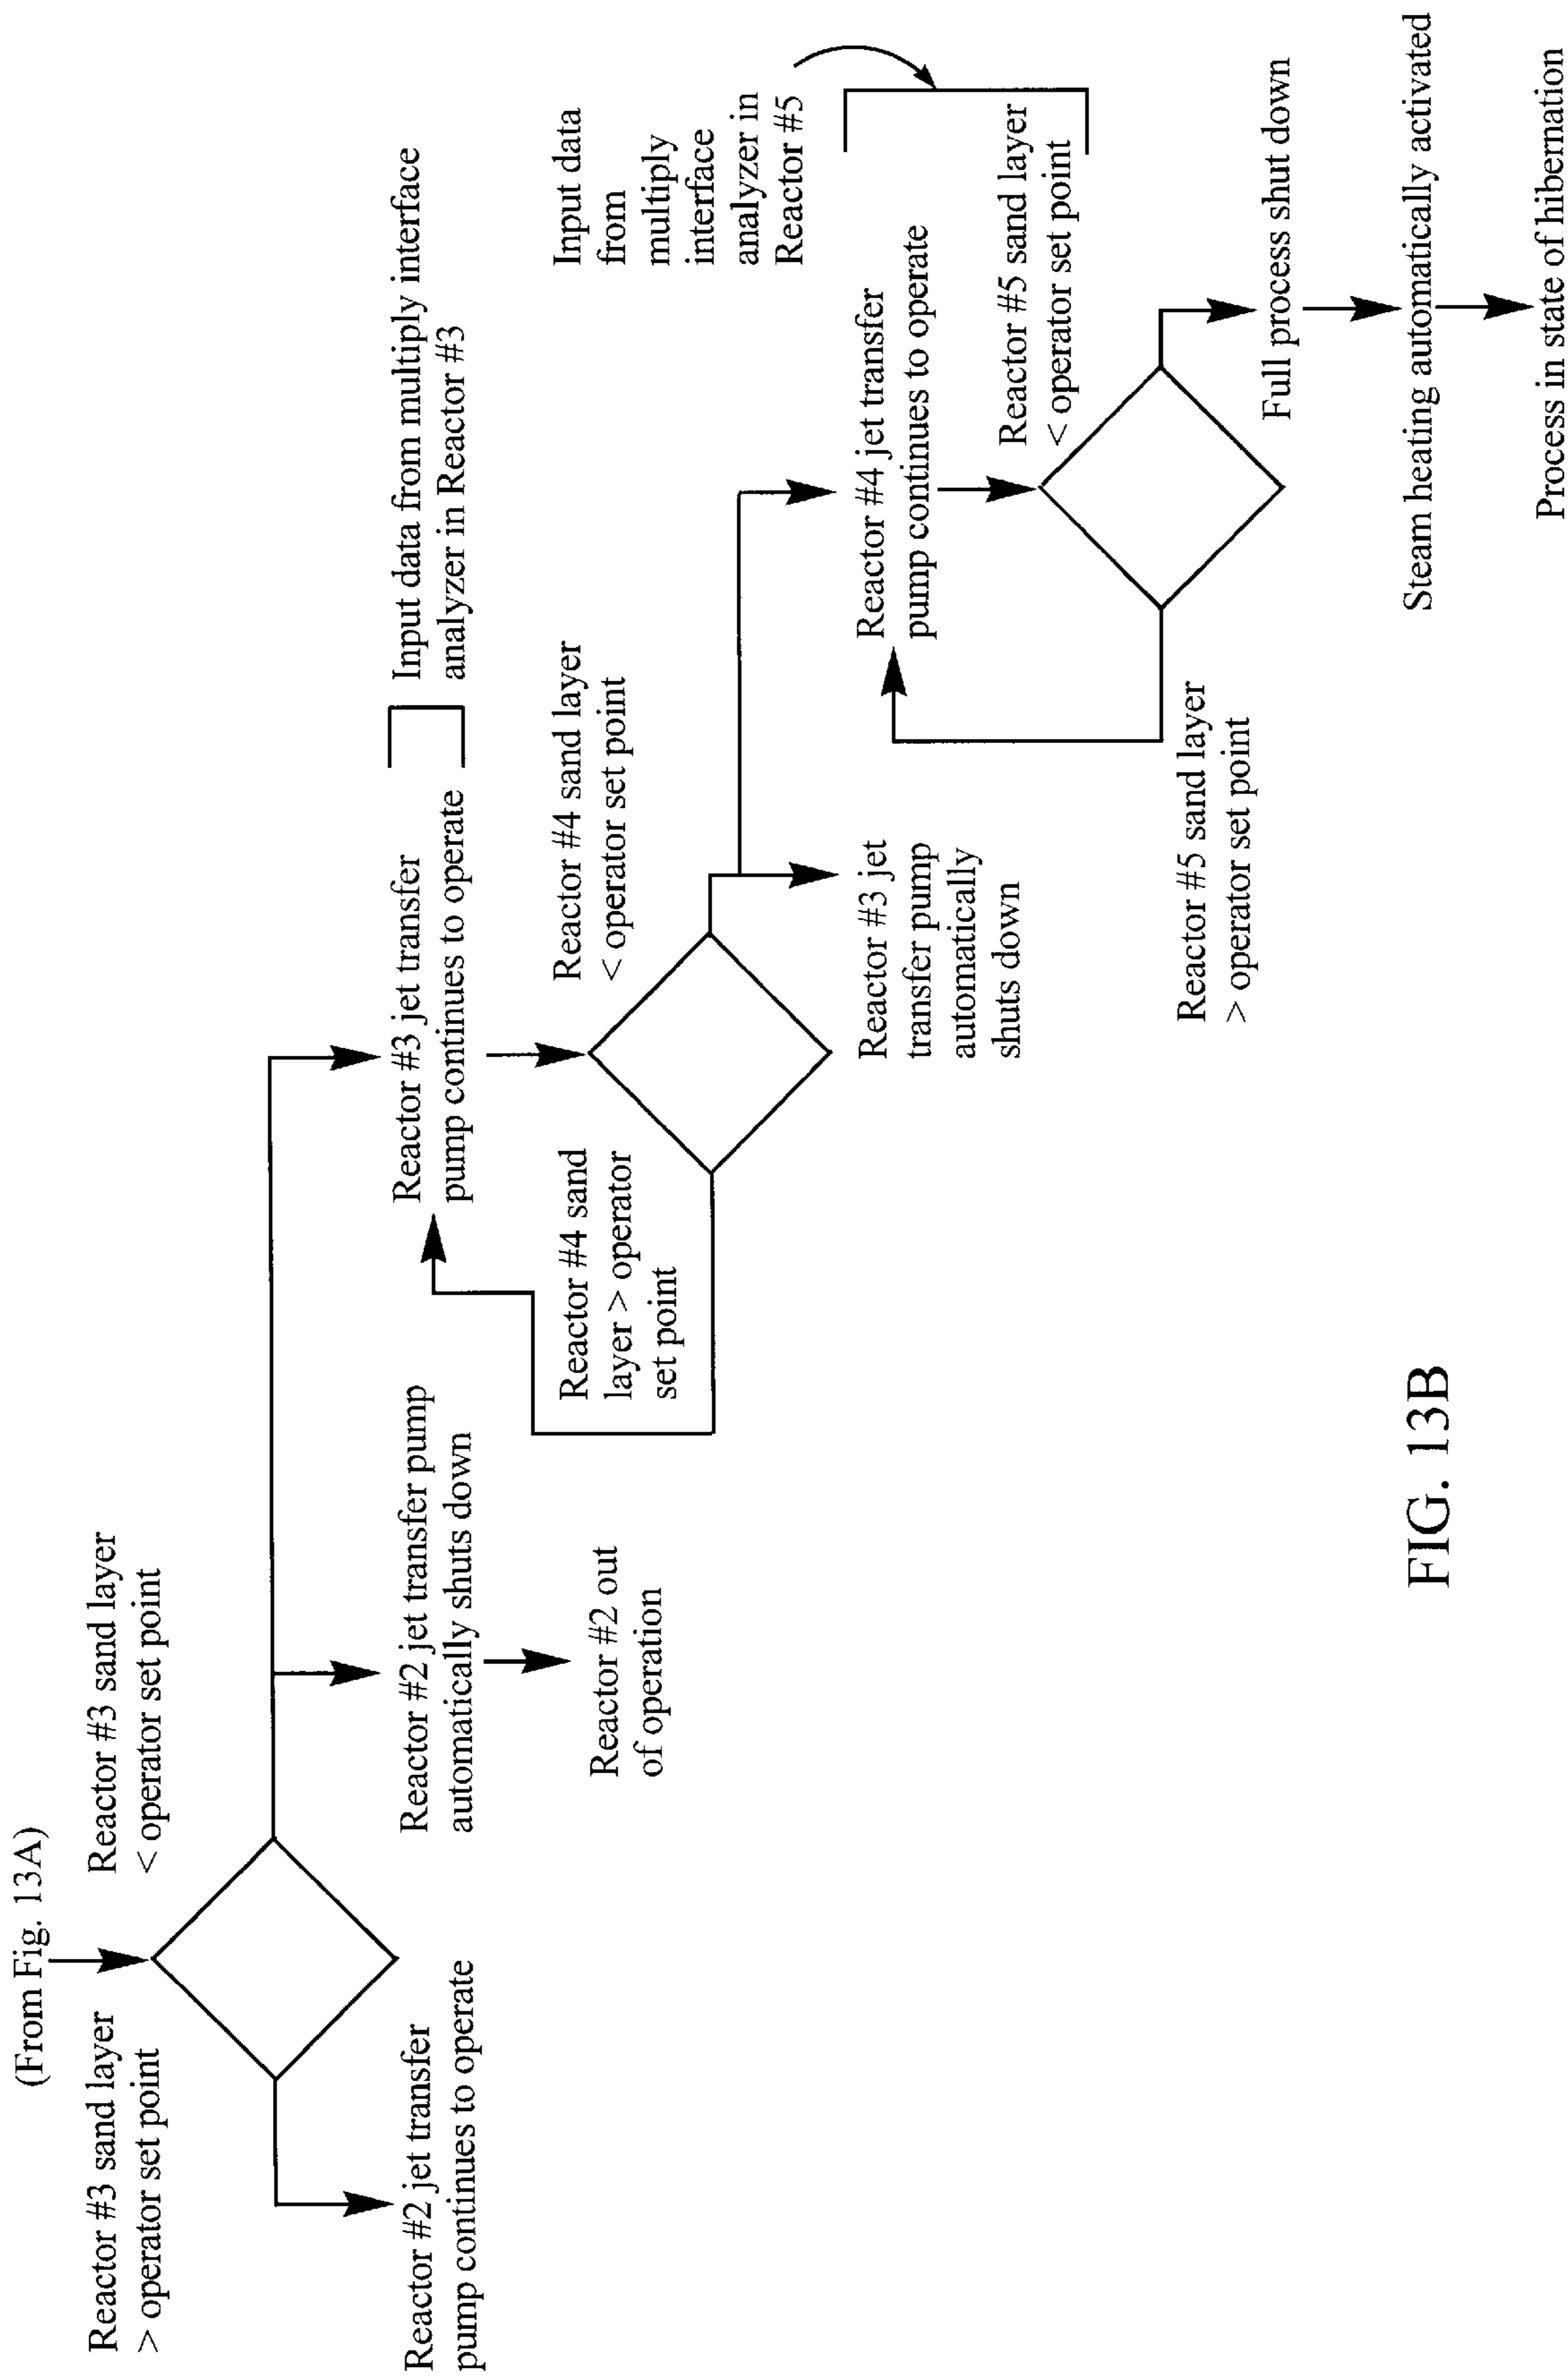 (From Fig. 13A)
Reactor #3 sand layer
> operator set point
Reactor #3 sand layer
< operator set point
Reactor #2 jet transfer
pump continues to operate
Reactor #2 jet transfer pump
automatically shuts down
Reactor #2 out
of operation
Reactor #3 jet transfer
pump continues to operate
Input data from multiply interface
analyzer in Reactor #3
Reactor #4 sand
layer > operator
set point
Reactor #4 sand layer
< operator set point
Reactor #3 jet
transfer pump
automatically
shuts down
Reactor #4 jet transfer
pump continues to operate
Input data
from
multiply
interface
analyzer in
Reactor #5
Reactor #5 sand layer
< operator set point
Reactor #5 sand layer
> operator set point
Full process shut down
Steam heating automatically activated
Process in state of hibernation
FIG. 13B